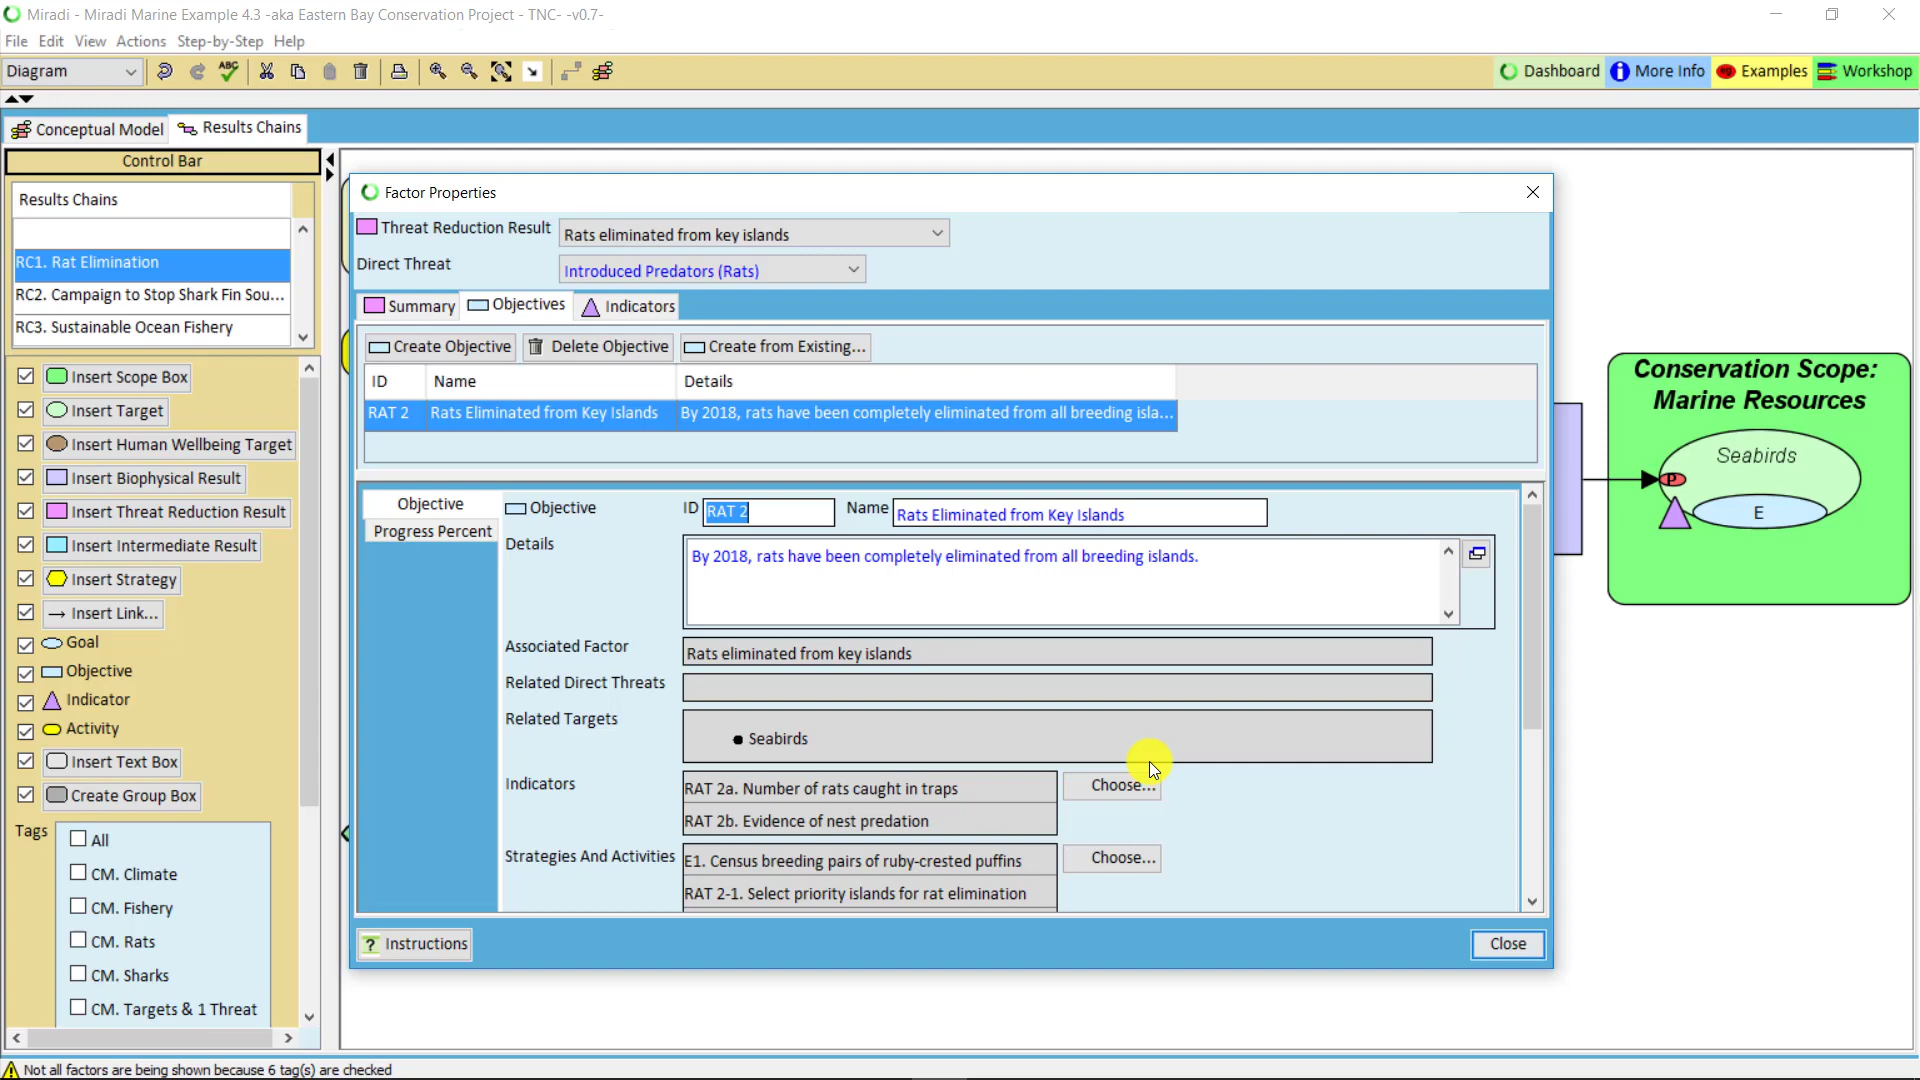 Miradi - Miradi Marine Example 4.3 -aka Eastern Bay Conservation Project - TNC- -v0.7-
File Edit View Actions Step-by-Step Help
Diagram ABC Dashboard More Info Examples Workshop
Conceptual Model Results Chains
Control Bar
Results Chains
RC1. Rat Elimination
RC2. Campaign to Stop Shark Fin Sou...
RC3. Sustainable Ocean Fishery
Insert Scope Box
Insert Target
Insert Human Wellbeing Target
Insert Biophysical Result
Insert Threat Reduction Result
Insert Intermediate Result
Insert Strategy
Insert Link...
Goal
Objective
Indicator
Activity
Insert Text Box
Create Group Box
Tags
All
CM. Climate
CM. Fishery
CM. Rats
CM. Sharks
CM. Targets & 1 Threat
Factor Properties
Threat Reduction Result Rats eliminated from key islands
Direct Threat Introduced Predators (Rats)
Summary Objectives Indicators
Create Objective Delete Objective Create from Existing...
ID Name Details
RAT 2 Rats Eliminated from Key Islands By 2018, rats have been completely eliminated from all breeding isla...
Objective
Progress Percent
Objective ID RAT 2 Name Rats Eliminated from Key Islands
Details By 2018, rats have been completely eliminated from all breeding islands.
Associated Factor Rats eliminated from key islands
Related Direct Threats
Related Targets
Seabirds
Indicators RAT 2a. Number of rats caught in traps Choose...
RAT 2b. Evidence of nest predation
Strategies And Activities E1. Census breeding pairs of ruby-crested puffins Choose...
RAT 2-1. Select priority islands for rat elimination
? Instructions Close
Conservation Scope:
Marine Resources
Seabirds
P
E
Not all factors are being shown because 6 tag(s) are checked